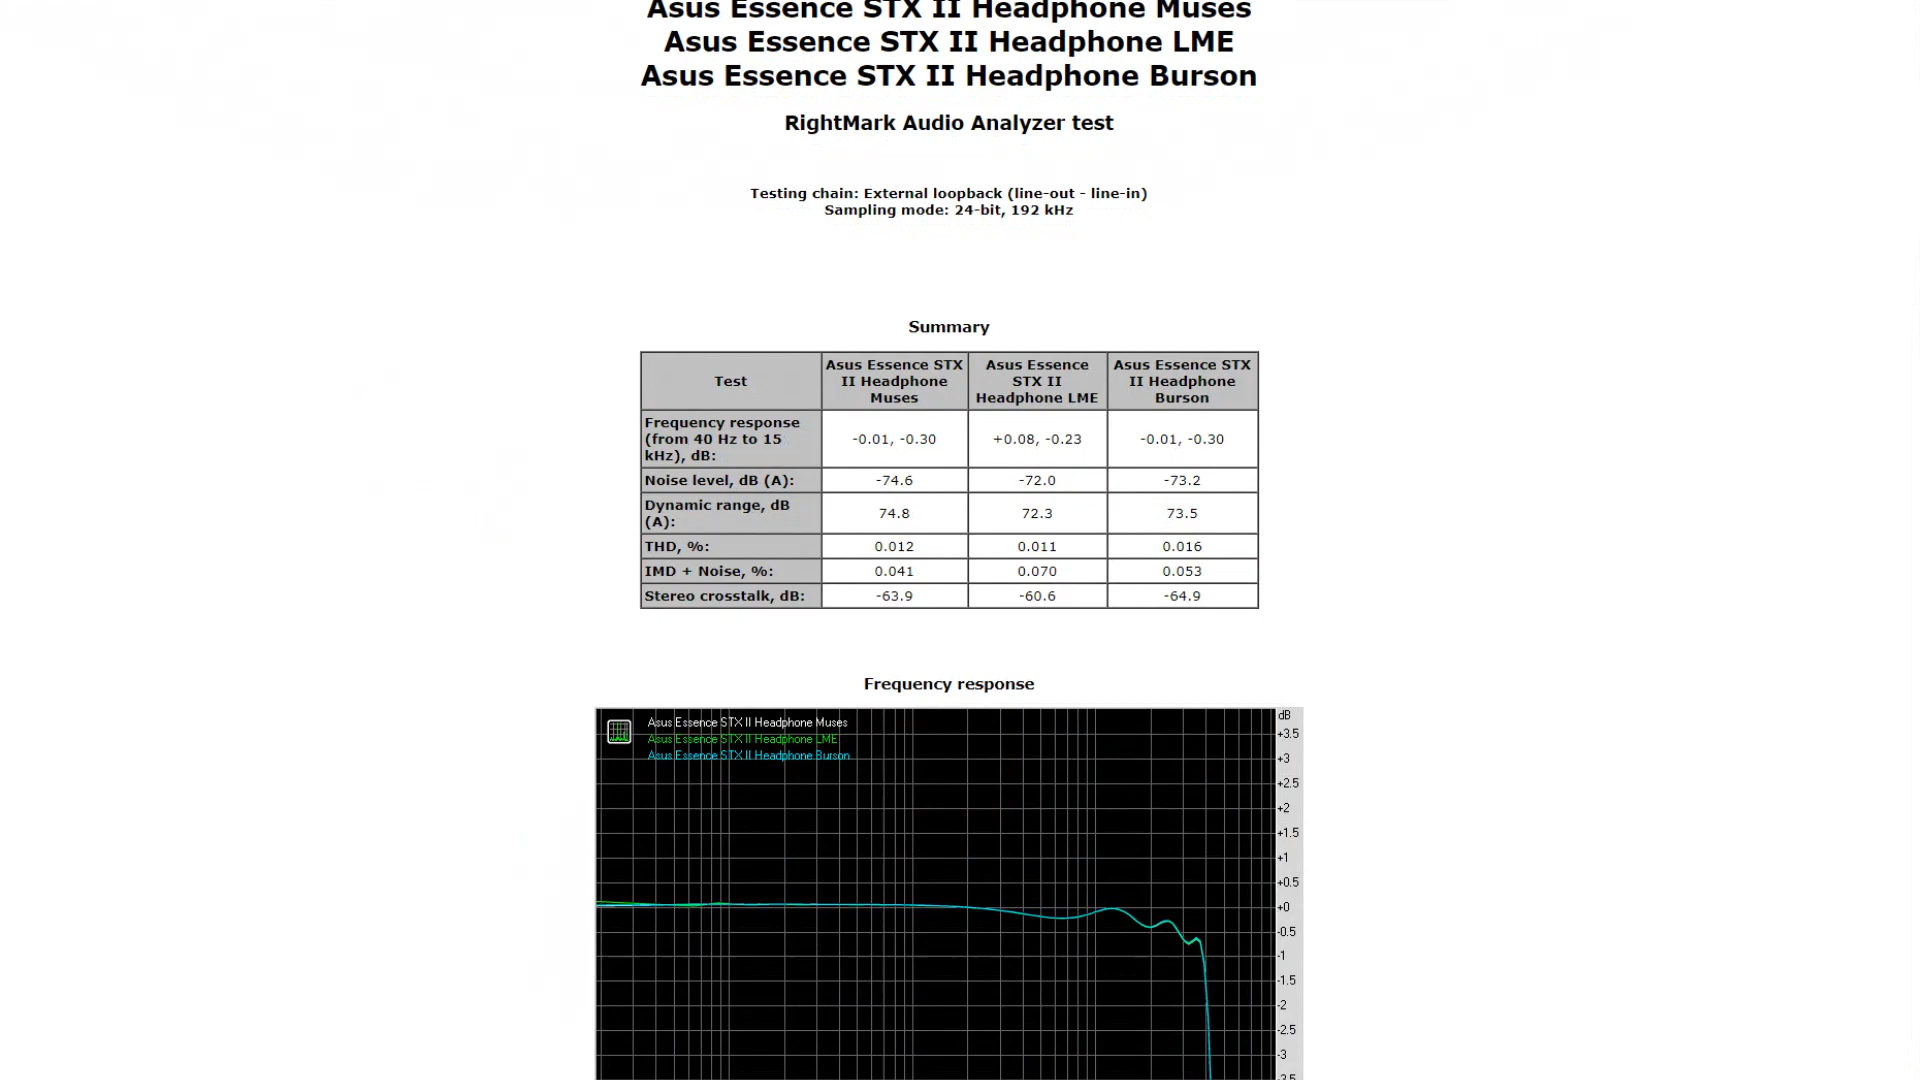 Asus Essence STX II Headphone Muses
Asus Essence STX II Headphone LME
Asus Essence STX II Headphone Burson
RightMark Audio Analyzer test
Testing chain: External loopback (line-out - line-in)
Sampling mode: 24-bit, 192 kHz
Summary
Test
Asus Essence STX
II Headphone
Muses
Asus Essence
STX II
Headphone LME
Asus Essence STX
II Headphone
Burson
Frequency response
(from 40 Hz to 15
kHz), dB:
-0.01, -0.30
+0.08, -0.23
-0.01, -0.30
Noise level, dB (A):
-74.6
-72.0
-73.2
Dynamic range, dB
(A):
74.8
72.3
73.5
THD, %:
0.012
0.011
0.016
IMD + Noise, %:
0.041
0.070
0.053
Stereo crosstalk, dB:
-63.9
-60.6
-64.9
Frequency response
Asus Essence STX II Headphone Muses
Asus Essence STX II Headphone LME
Asus Essence STX II Headphone Burson
dB
+3.5
+3
+2.5
+2
+1.5
+1
+0.5
+0
-0.5
-1
-1.5
-2
-2.5
-3